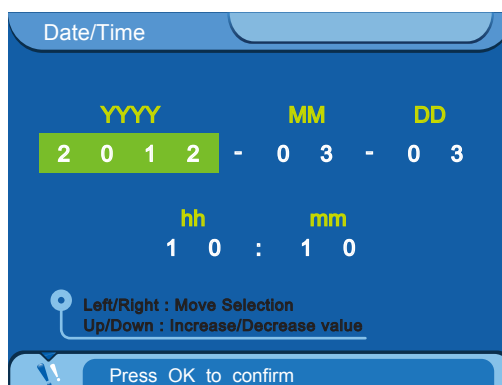 Date/Time
YYYY MM DD
2 0 1 2 - 0 3 - 0 3
hh mm
1 0 : 1 0
Left/Right : Move Selection
Up/Down : Increase/Decrease value
Press OK to confirm